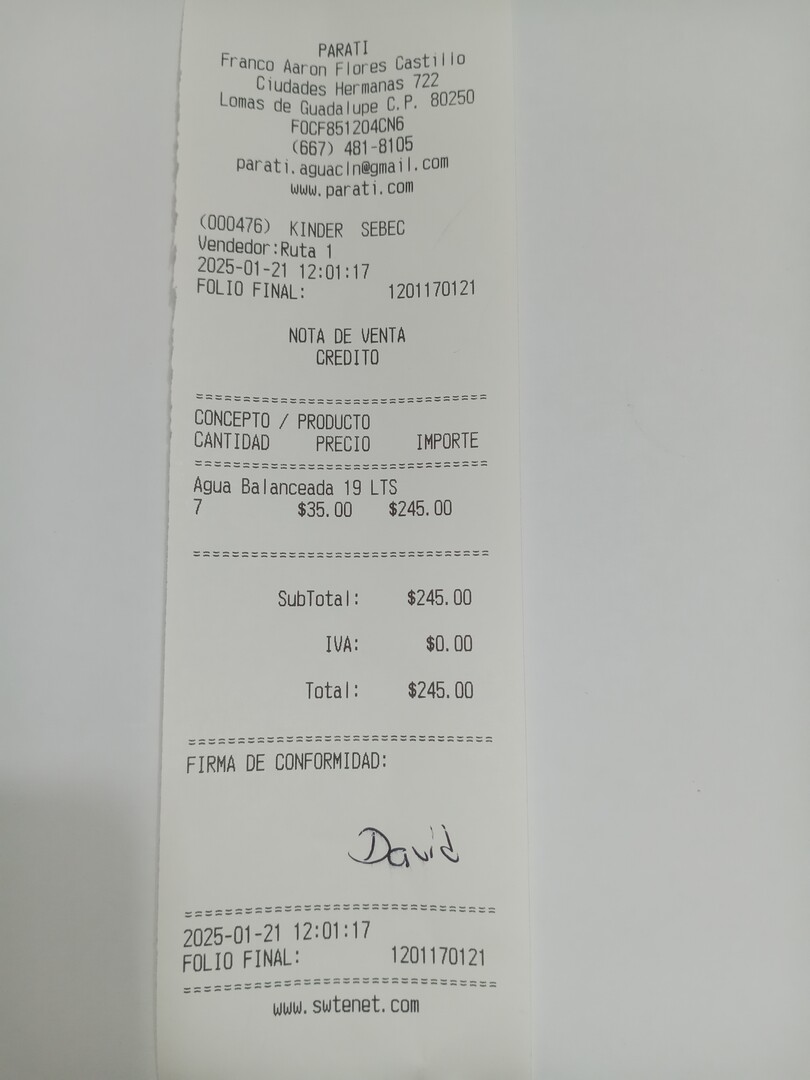 PARATI
Franco Aaron Flores Castillo
Ciudades Hermanas 722
Lomas de Guadalupe C.P. 80250
FOCF851204CN6
(667) 481-8105
parati.aguacln@gmail.com
www.parati.com
(000476) KINDER SEBEC
Vendedor:Ruta 1
2025-01-21 12:01:17
FOLIO FINAL: 1201170121
NOTA DE VENTA
CREDITO
================================
CONCEPTO / PRODUCTO
CANTIDAD PRECIO IMPORTE
================================
Agua Balanceada 19 LTS
7 $35.00 $245.00
================================
SubTotal: $245.00
IVA: $0.00
Total: $245.00
================================
FIRMA DE CONFORMIDAD:
David
================================
2025-01-21 12:01:17
FOLIO FINAL: 1201170121
================================
www.swtenet.com